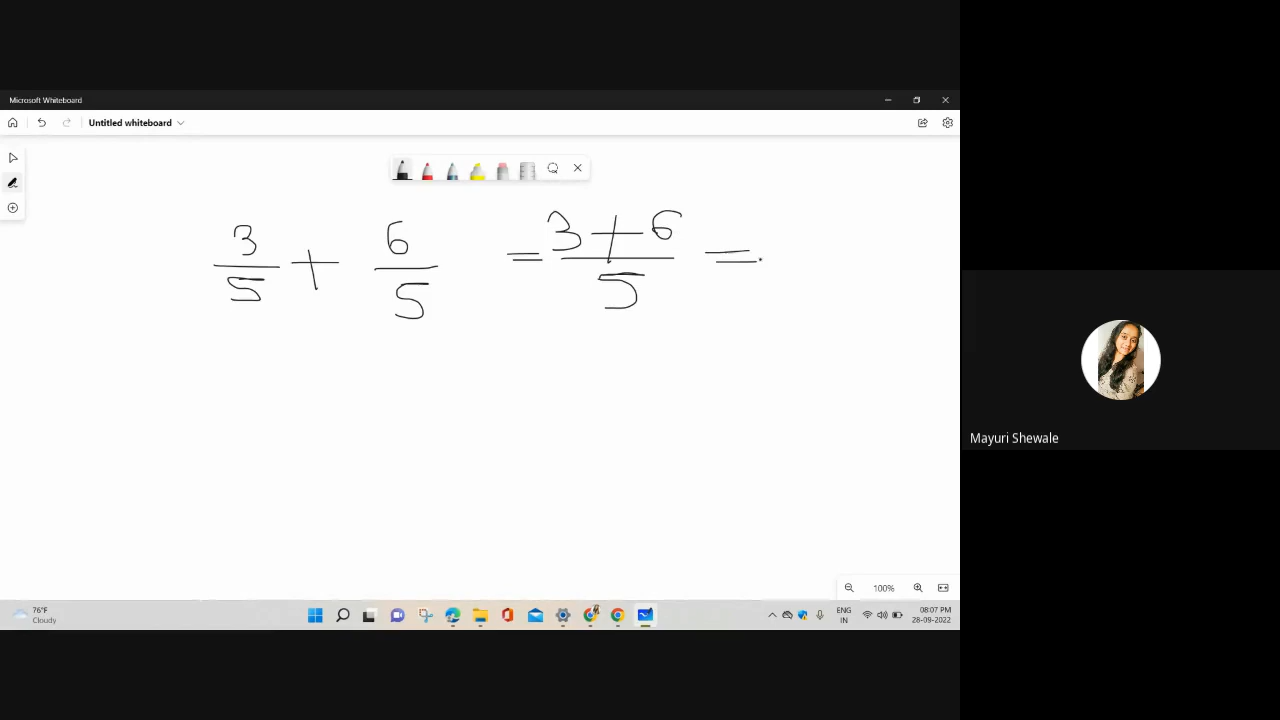 Microsoft Whiteboard
Untitled whiteboard
3/5 + 6/5 = 3+6/5 =
Mayuri Shewale
100%
76°F
Cloudy
ENG
IN
08:07 PM
28-09-2022